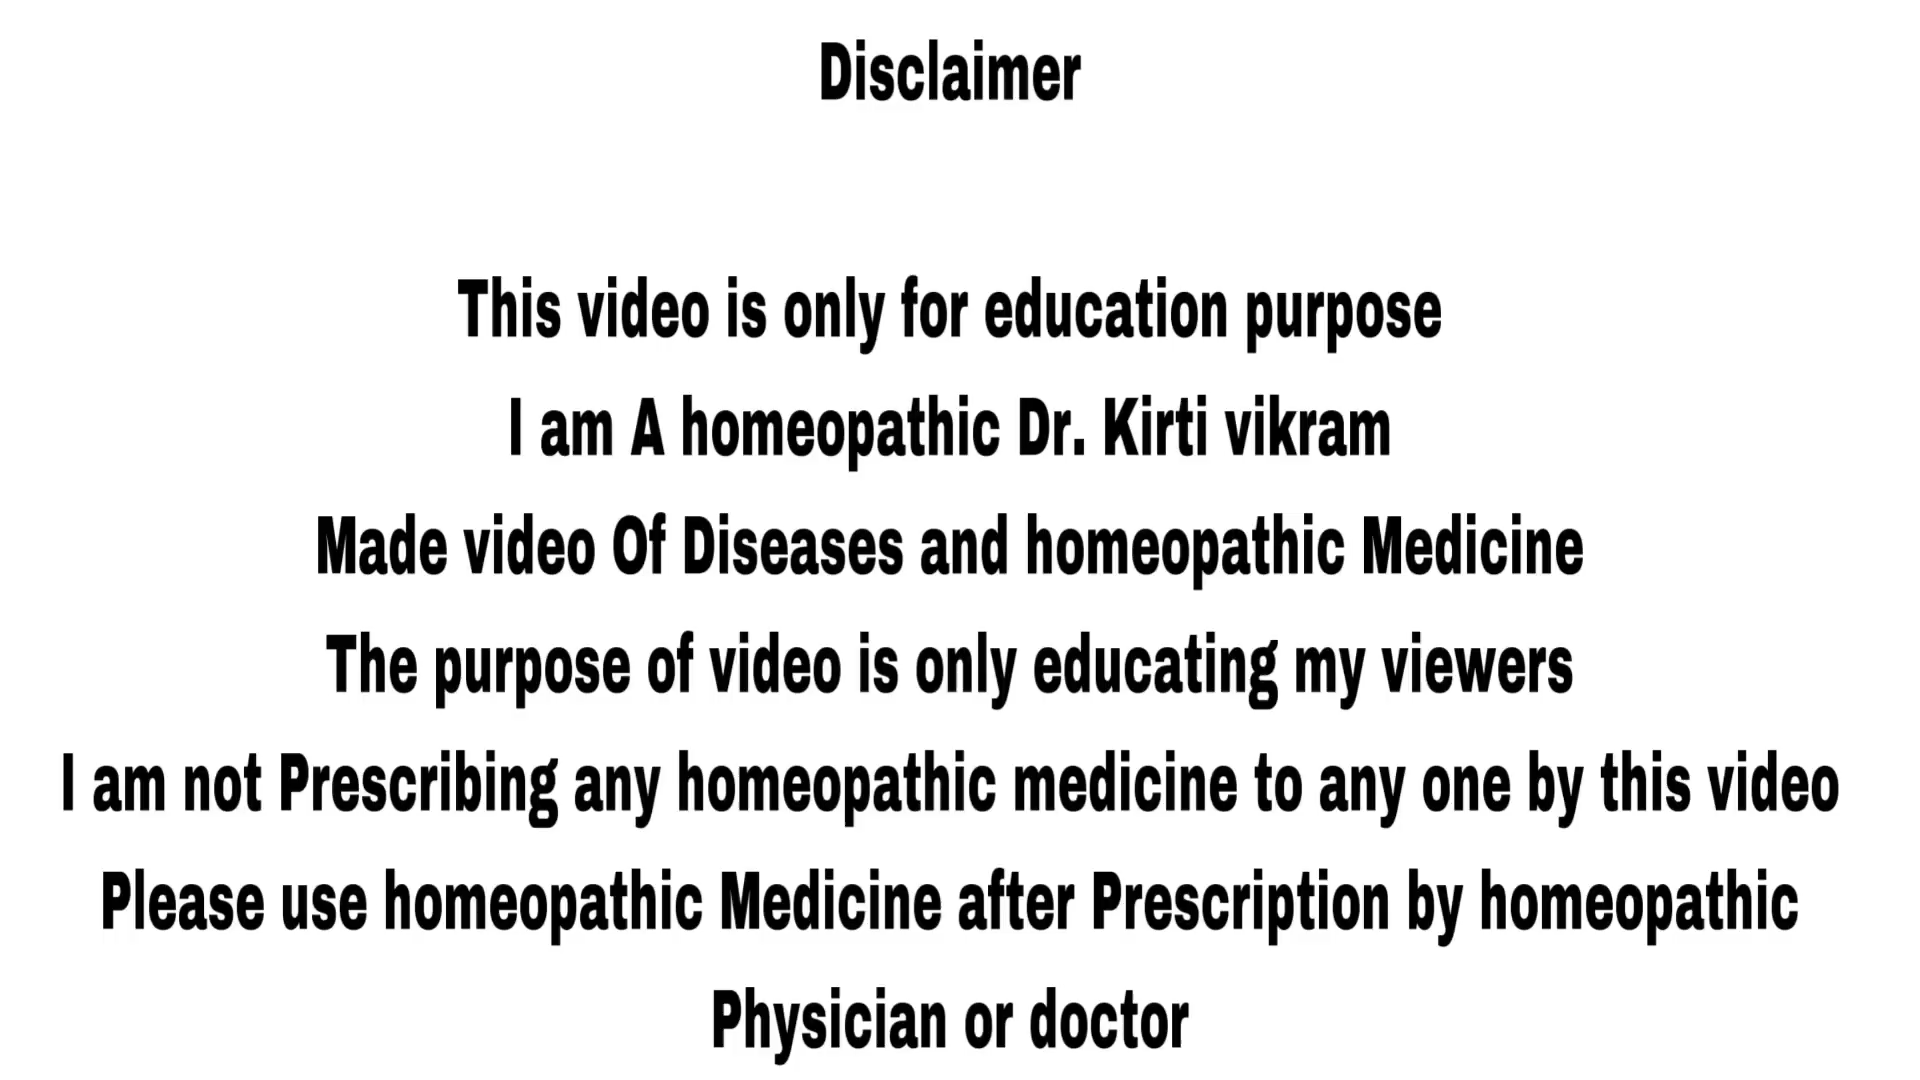 Disclaimer
This video is only for education purpose
I am A homeopathic Dr. Kirti vikram
Made video Of Diseases and homeopathic Medicine
The purpose of video is only educating my viewers
I am not Prescribing any homeopathic medicine to any one by this video
Please use homeopathic Medicine after Prescription by homeopathic
Physician or doctor